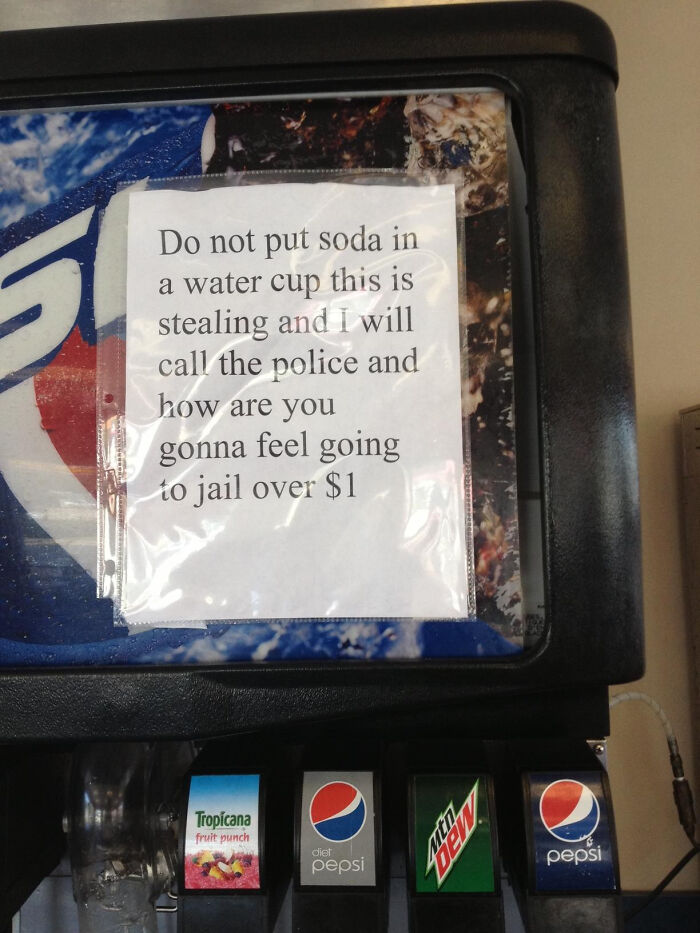 Do not put soda in
a water cup this is
stealing and I will
call the police and
how are you
gonna feel going
to jail over $1
Tropicana
fruit punch
diet
pepsi
mtn
DEW
pepsi